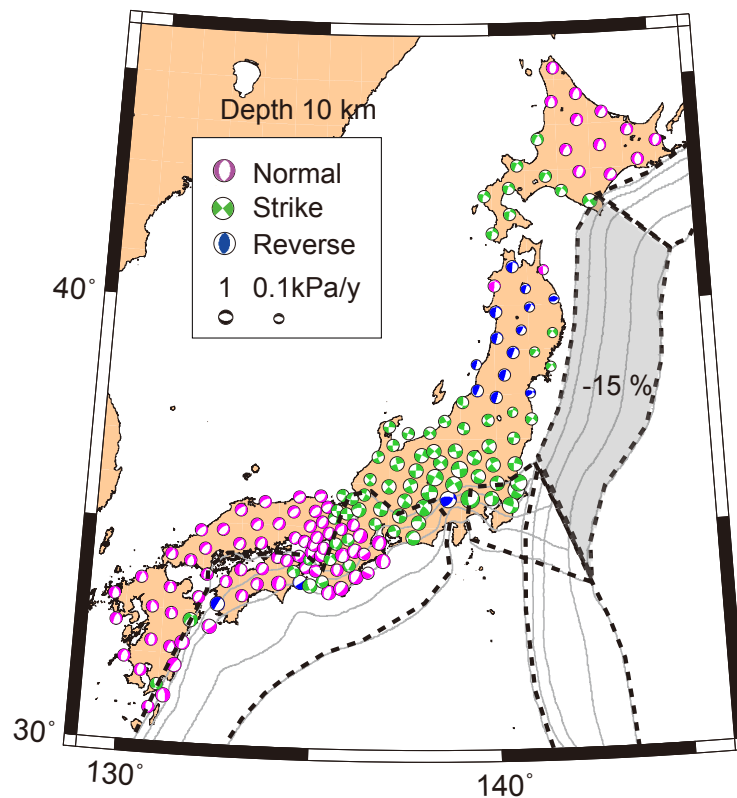 Depth 10 km
Normal
Strike
Reverse
1 0.1kPa/y
40°
-15 %
30°
130°
140°